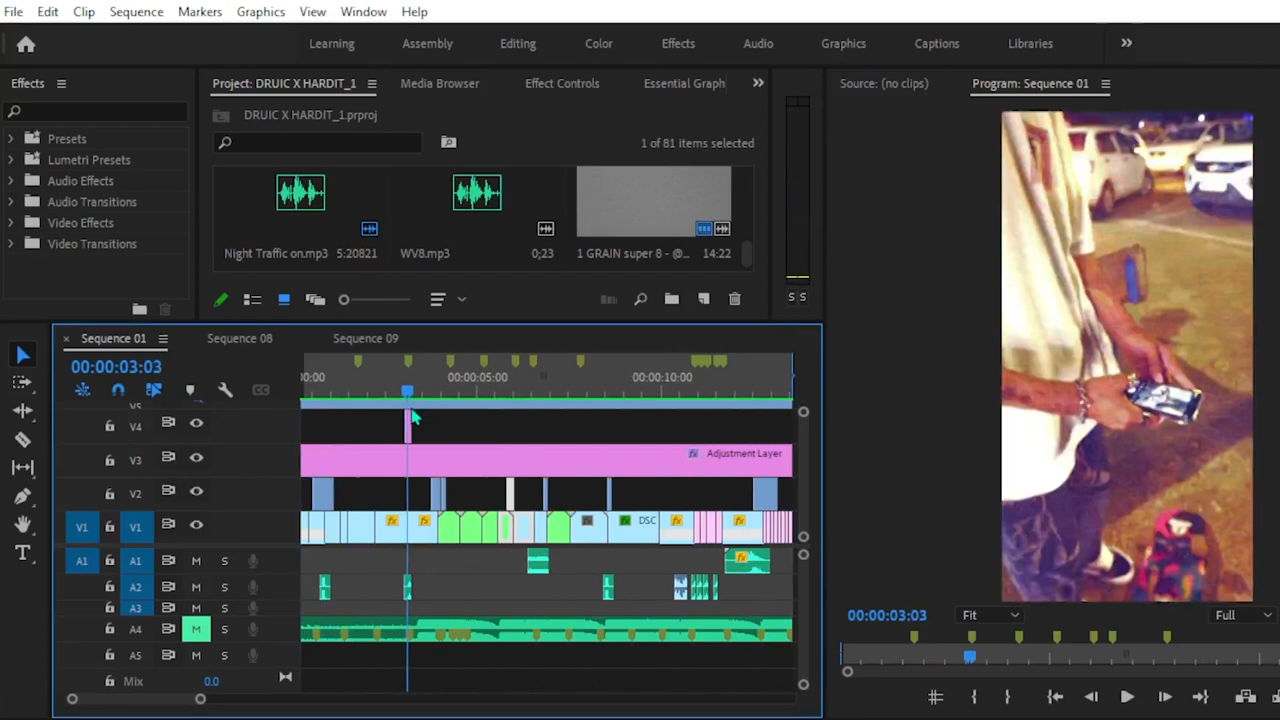 File Edit Clip Sequence Markers Graphics View Window Help
Learning Assembly Editing Color Effects Audio Graphics Captions Libraries
Effects
Project: DRUIC X HARDIT_1 Media Browser Effect Controls Essential Graph
Source: (no clips) Program: Sequence 01
DRUIC X HARDIT_1.prproj
1 of 81 items selected
Presets
Lumetri Presets
Audio Effects
Audio Transitions
Video Effects
Video Transitions
Night Traffic on.mp3 5:20821 WV8.mp3 0;23 1 GRAIN super 8 - @... 14:22
S S
Sequence 01 Sequence 08 Sequence 09
00:00:03:03
:00:00 00:00:05:00 00:00:10:00
V5
V4
V3 Adjustment Layer
V2
V1 V1 DSC
A1 A1 M S
A2 M S
A3 M S
A4 M S
A5 M S
Mix 0.0
00:00:03:03 Fit Full